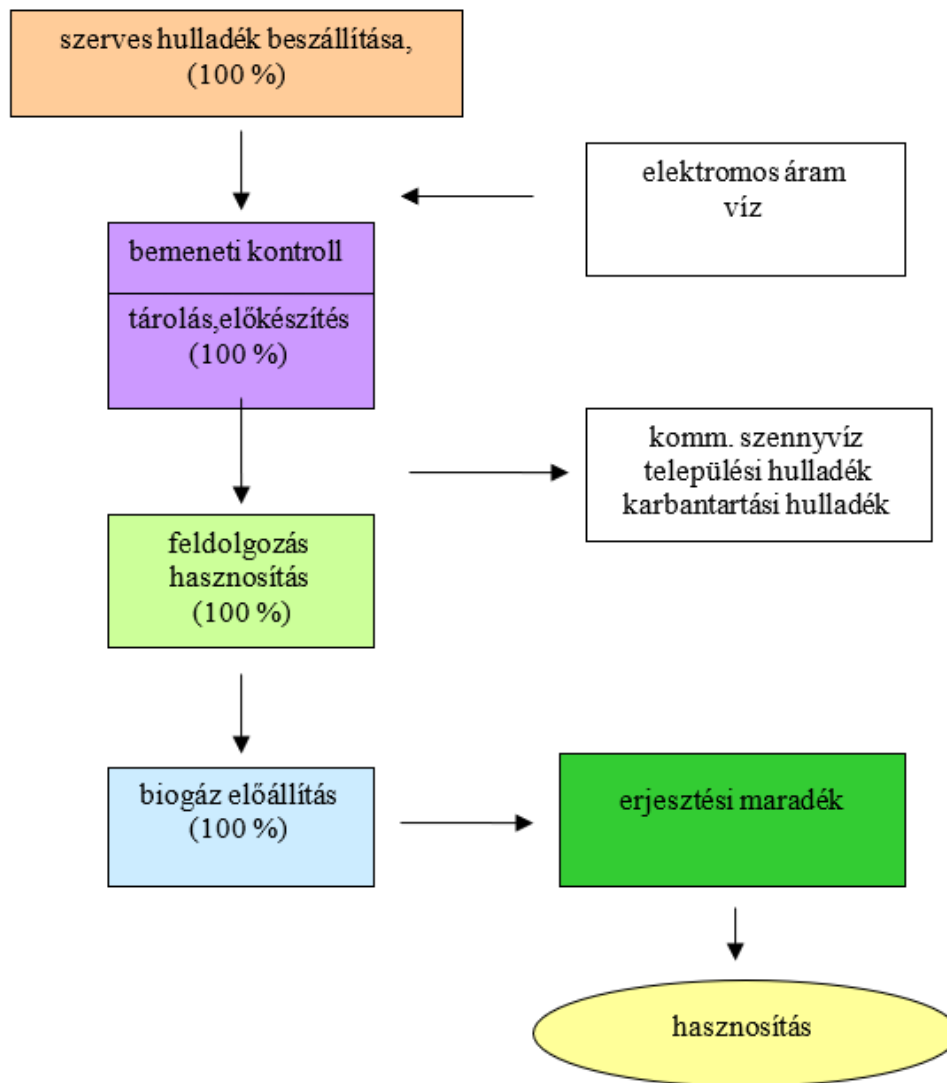 szerves hulladék beszállítása,
(100 %)
elektromos áram
víz
bemeneti kontroll
tárolás,előkészítés
(100 %)
komm. szennyvíz
települési hulladék
karbantartási hulladék
feldolgozás
hasznosítás
(100 %)
biogáz előállítás
(100 %)
erjesztési maradék
hasznosítás